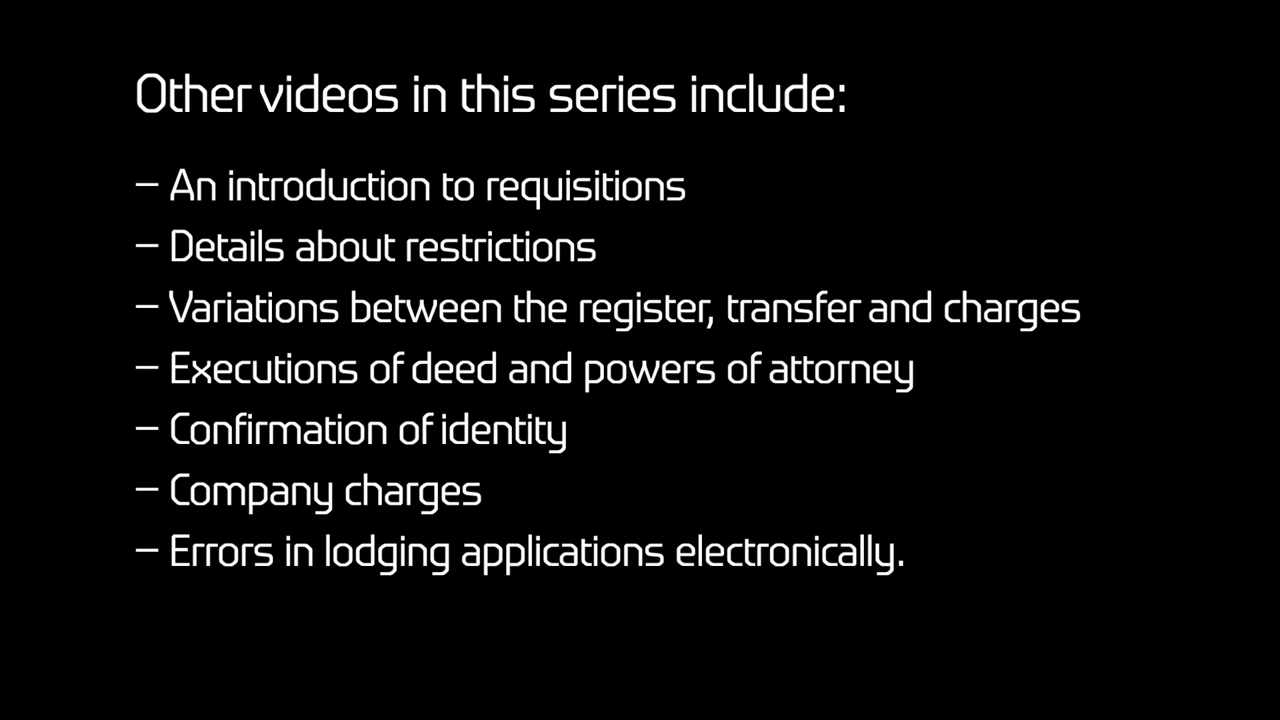 Other videos in this series include:
– An introduction to requisitions
– Details about restrictions
– Variations between the register, transfer and charges
– Executions of deed and powers of attorney
– Confirmation of identity
– Company charges
– Errors in lodging applications electronically.